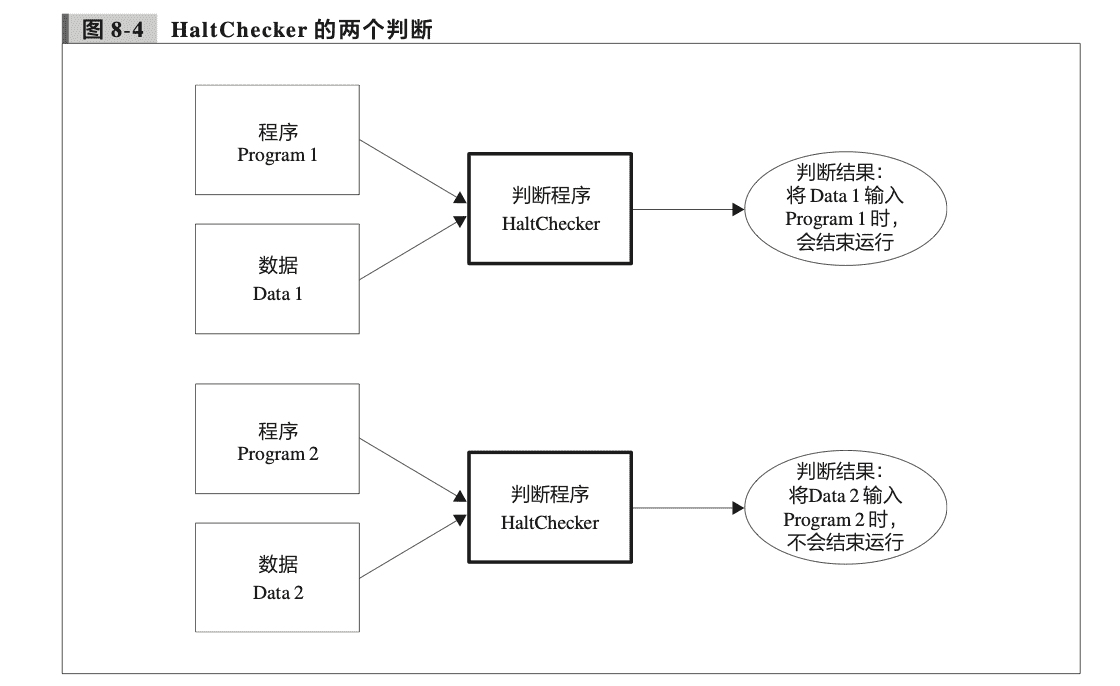 图 8-4 HaltChecker 的两个判断
程序
Program 1
数据
Data 1
判断程序
HaltChecker
判断结果：
将 Data 1 输入
Program 1 时，
会结束运行
程序
Program 2
数据
Data 2
判断程序
HaltChecker
判断结果：
将Data 2 输入
Program 2 时，
不会结束运行